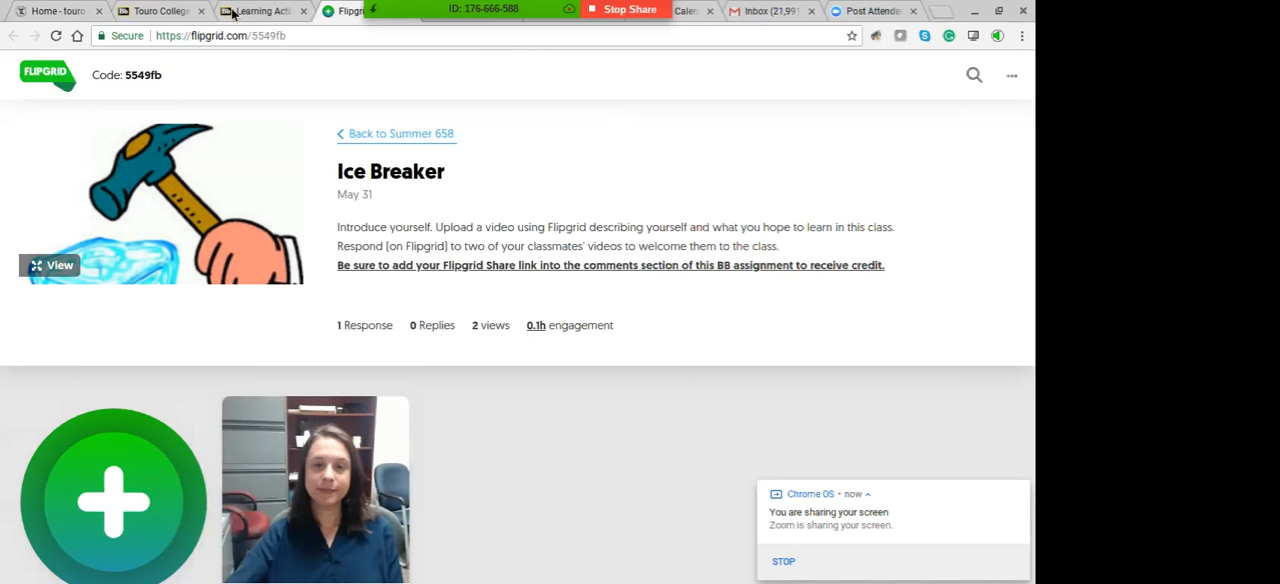 Home - touro
Touro College
Learning Acti
Flipgri
ID: 176-666-588
Stop Share
Calen
Inbox (21,991
Post Attende
Secure
https://flipgrid.com/5549fb
FLIPGRID
Code: 5549fb
Back to Summer 658
Ice Breaker
May 31
Introduce yourself. Upload a video using Flipgrid describing yourself and what you hope to learn in this class.
Respond (on Flipgrid) to two of your classmates' videos to welcome them to the class.
Be sure to add your Flipgrid Share link into the comments section of this BB assignment to receive credit.
View
1 Response 0 Replies 2 views 0.1h engagement
Chrome OS • now
You are sharing your screen
Zoom is sharing your screen.
STOP